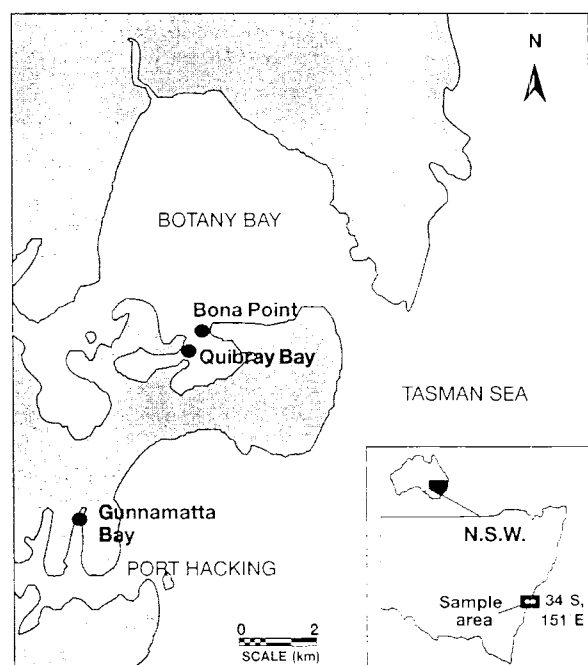 N
BOTANY BAY
Bona Point
Quibray Bay
TASMAN SEA
Gunnamatta
Bay
PORT HACKING
N.S.W.
Sample
area
34 S,
151 E
0 2
SCALE (km)